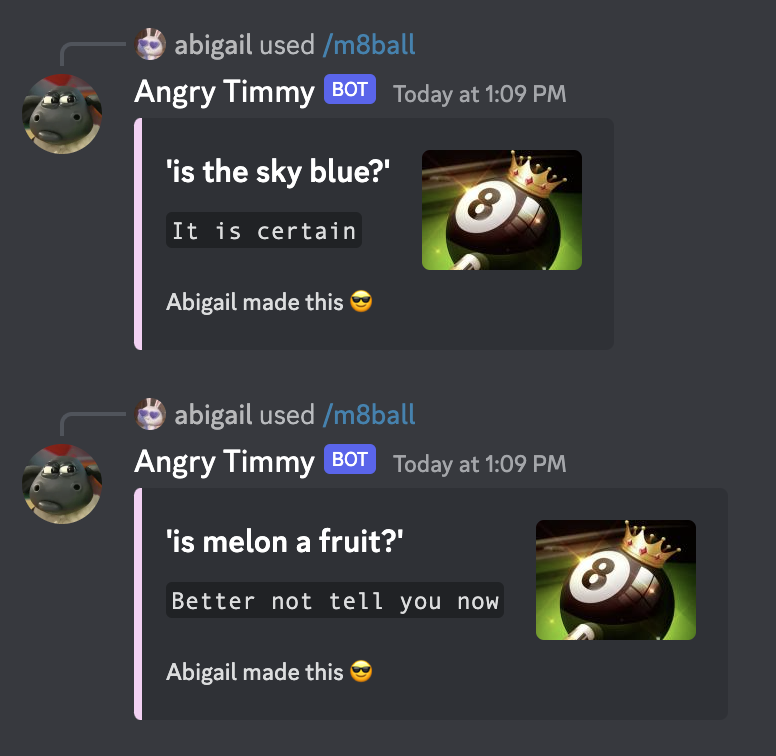 abigail used /m8ball
Angry Timmy BOT Today at 1:09 PM
'is the sky blue?'
8
It is certain
Abigail made this 😎
abigail used /m8ball
Angry Timmy BOT Today at 1:09 PM
'is melon a fruit?'
8
Better not tell you now
Abigail made this 😎